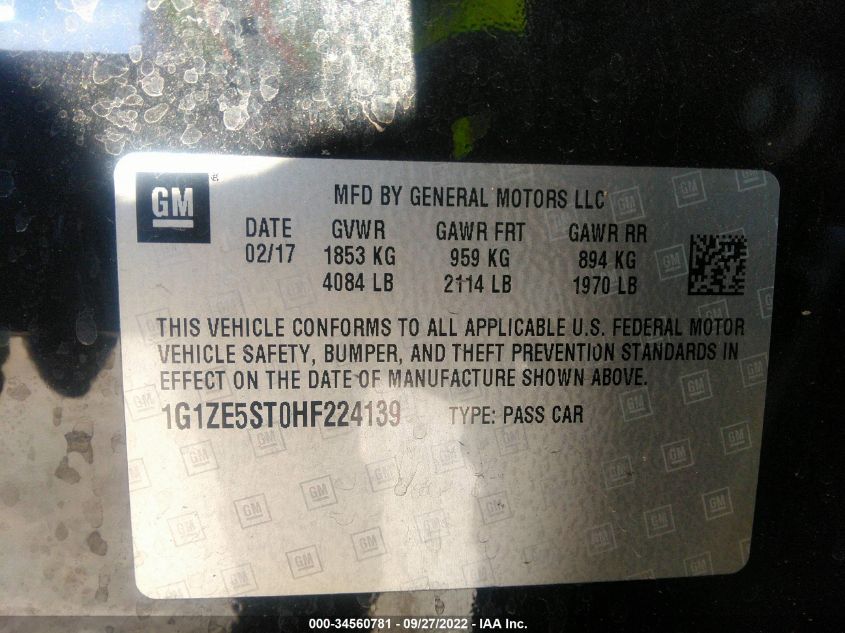 GM ®
MFD BY GENERAL MOTORS LLC
DATE GVWR GAWR FRT GAWR RR
02/17 1853 KG 959 KG 894 KG
4084 LB 2114 LB 1970 LB
THIS VEHICLE CONFORMS TO ALL APPLICABLE U.S. FEDERAL MOTOR
VEHICLE SAFETY, BUMPER, AND THEFT PREVENTION STANDARDS IN
EFFECT ON THE DATE OF MANUFACTURE SHOWN ABOVE.
1G1ZE5ST0HF224139 TYPE: PASS CAR
000-34560781 - 09/27/2022 - IAA Inc.